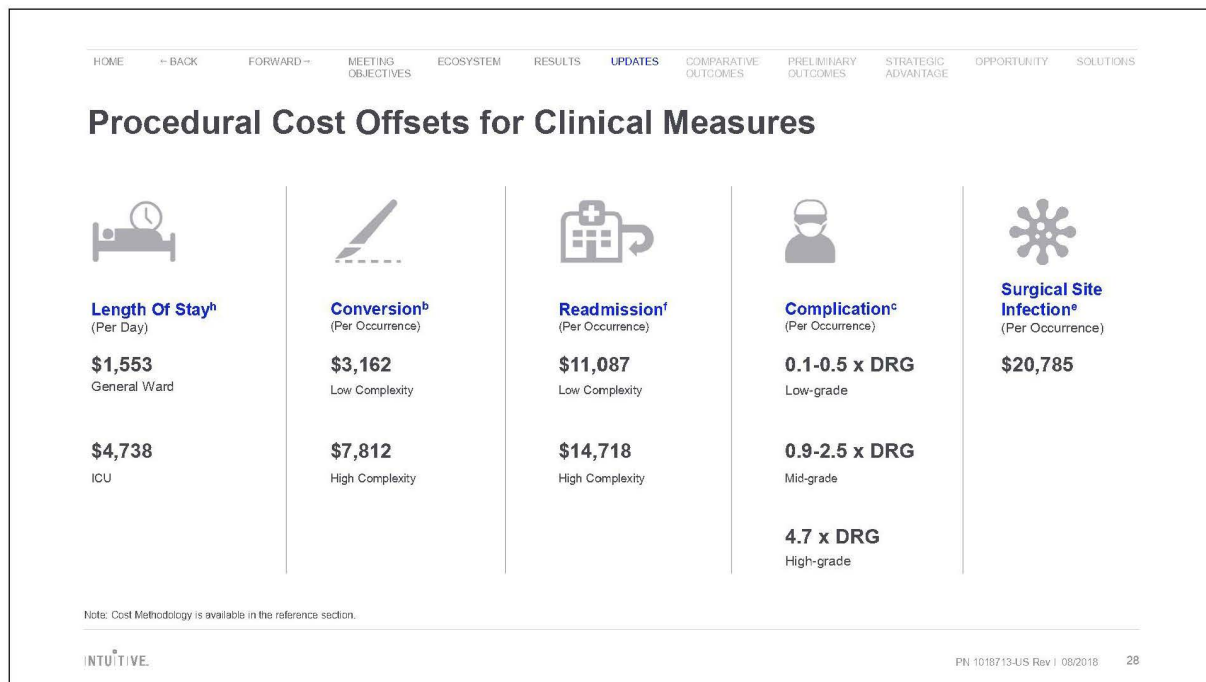 HOME ←BACK FORWARD→ MEETING OBJECTIVES ECOSYSTEM RESULTS UPDATES COMPARATIVE OUTCOMES PRELIMINARY OUTCOMES STRATEGIC ADVANTAGE OPPORTUNITY SOLUTIONS
Procedural Cost Offsets for Clinical Measures
Length Of Stayʰ
(Per Day)
$1,553
General Ward
$4,738
ICU
Conversionᵇ
(Per Occurrence)
$3,162
Low Complexity
$7,812
High Complexity
Readmissionᶠ
(Per Occurrence)
$11,087
Low Complexity
$14,718
High Complexity
Complicationᶜ
(Per Occurrence)
0.1-0.5 x DRG
Low-grade
0.9-2.5 x DRG
Mid-grade
4.7 x DRG
High-grade
Surgical Site
Infectionᵉ
(Per Occurrence)
$20,785
Note: Cost Methodology is available in the reference section.
INTUITIVE.
PN 1018713-US Rev I 08/2018 28